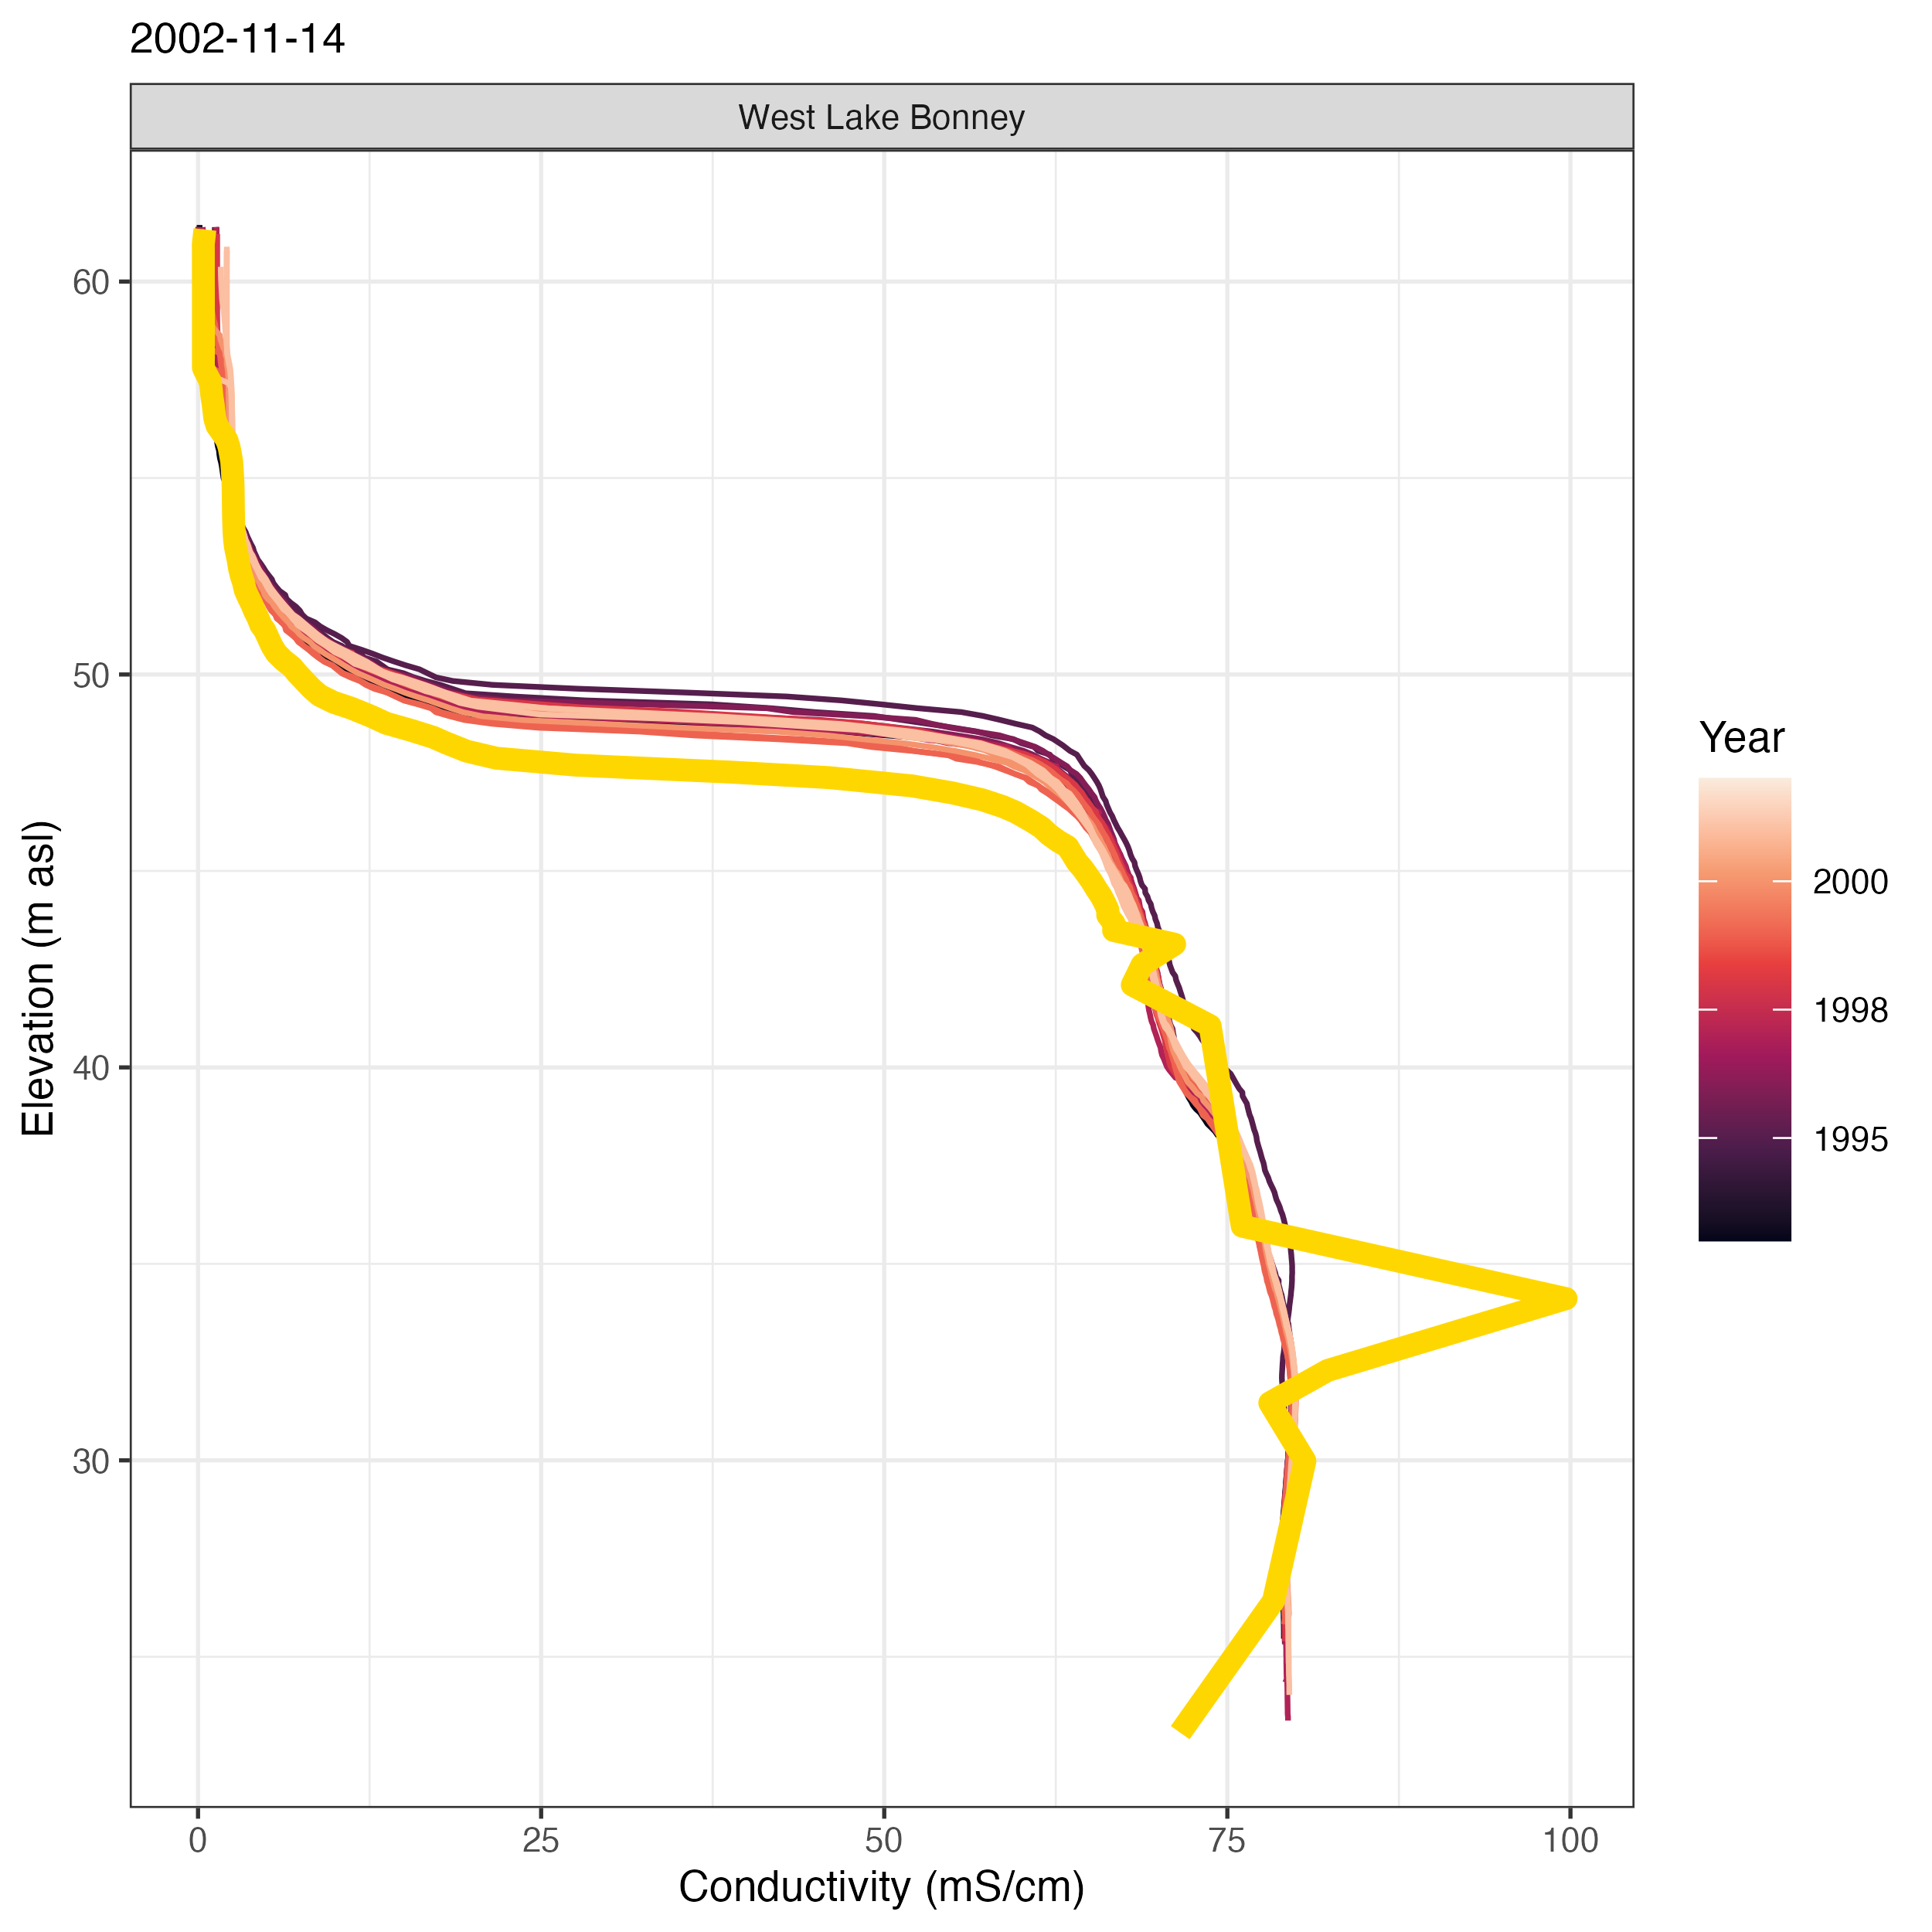 2002-11-14
West Lake Bonney
60
50
40
30
Elevation (m asl)
0 25 50 75 100
Conductivity (mS/cm)
Year
2000
1998
1995